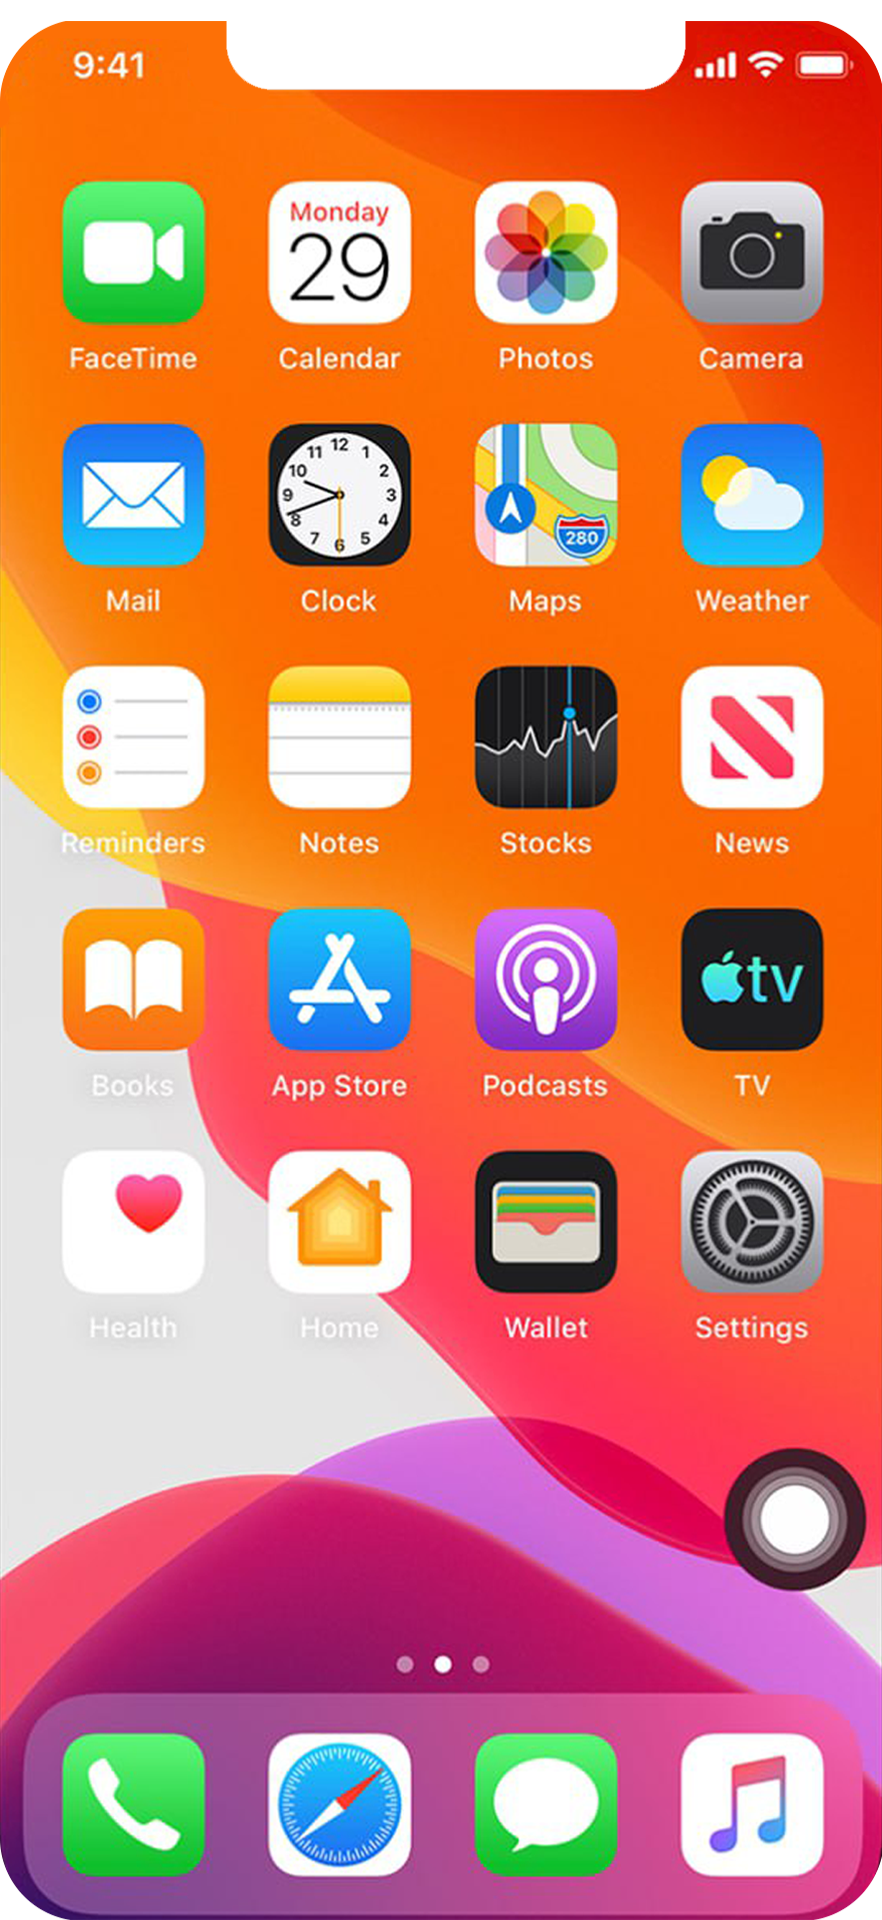 9:41
Monday
29
FaceTime
Calendar
Photos
Camera
12
11
1
10
2
9
3
8
4
7
5
6
280
Mail
Clock
Maps
Weather
Reminders
Notes
Stocks
News
tv
Books
App Store
Podcasts
TV
Health
Home
Wallet
Settings